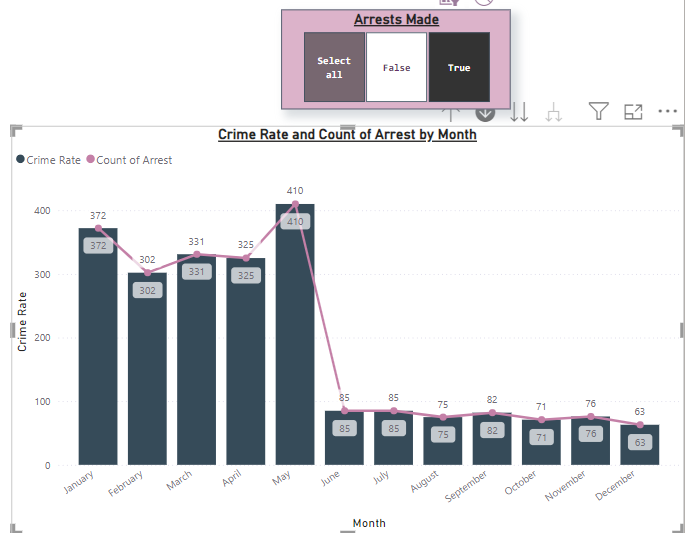 Arrests Made
Select all
False
True
Crime Rate and Count of Arrest by Month
Crime Rate
Count of Arrest
410
372
331
325
302
85
85
75
82
71
76
63
372
302
331
325
410
85
85
75
82
71
76
63
400
300
200
100
0
Crime Rate
January
February
March
April
May
June
July
August
September
October
November
December
Month